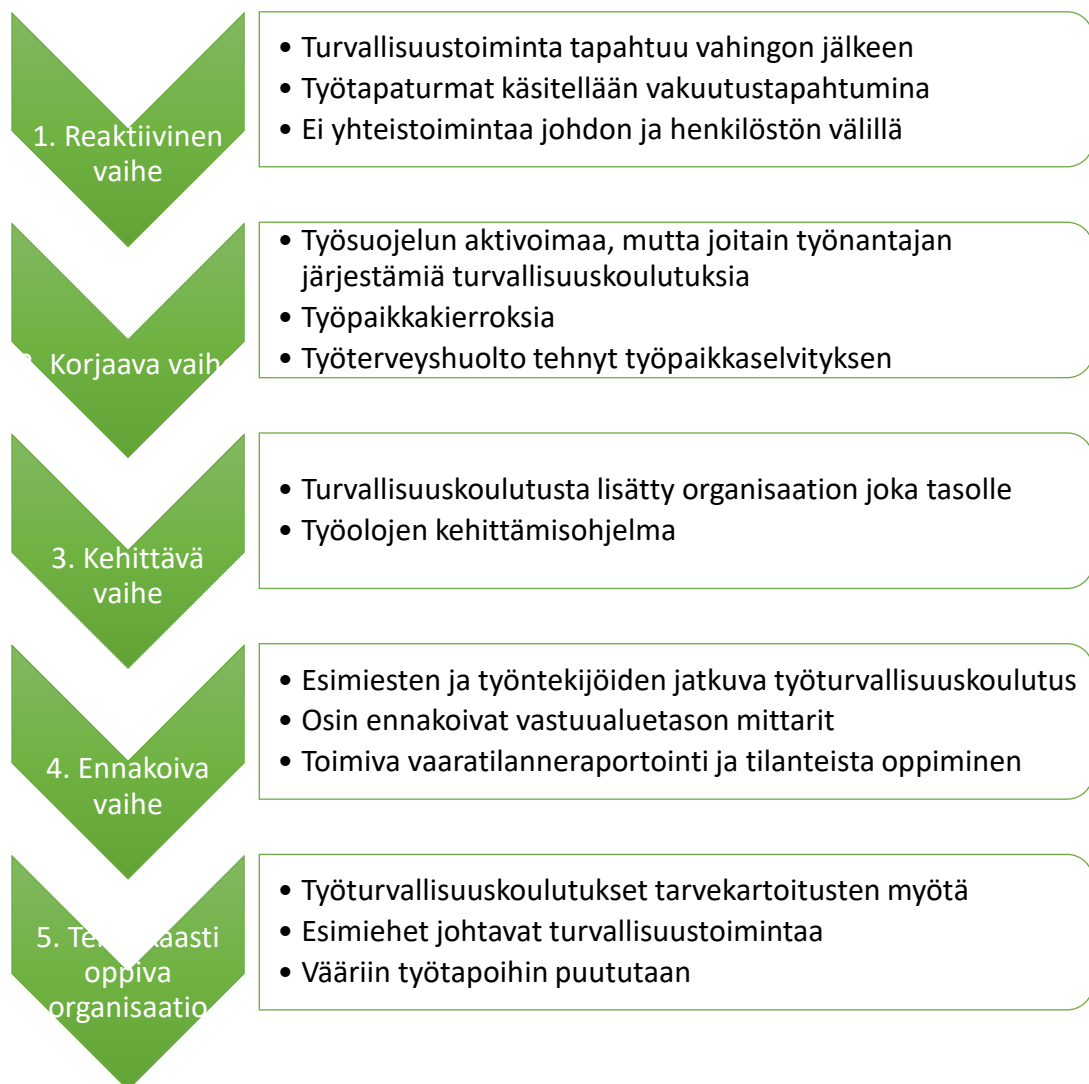 1. Reaktiivinen
vaihe
• Turvallisuustoiminta tapahtuu vahingon jälkeen
• Työtapaturmat käsitellään vakuutustapahtumina
• Ei yhteistoimintaa johdon ja henkilöstön välillä
Korjaava
• Työsuojelun aktivoimaa, mutta joitain työnantajan
järjestämiä turvallisuuskoulutuksia
• Työpaikkakierroksia
• Työterveyshuolto tehnyt työpaikkaselvityksen
3. Kehittävä
vaihe
• Turvallisuuskoulutusta lisätty organisaation joka tasolle
• Työolojen kehittämisohjelma
4. Ennakoiva
vaihe
• Esimiesten ja työntekijöiden jatkuva työturvallisuuskoulutus
• Osin ennakoivat vastuualuetason mittarit
• Toimiva vaaratilanneraportointi ja tilanteista oppiminen
5.
oppiva
organisaatio
• Työturvallisuuskoulutukset tarvekartoitusten myötä
• Esimiehet johtavat turvallisuustoimintaa
• Vääriin työtapoihin puututaan